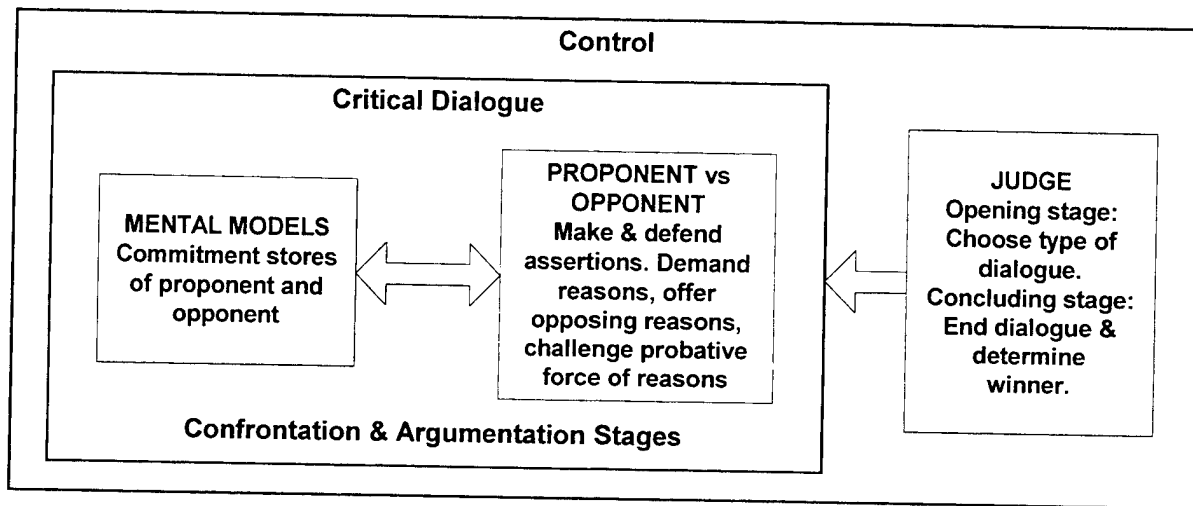 Control
Critical Dialogue
MENTAL MODELS
Commitment stores
of proponent and
opponent
PROPONENT vs
OPPONENT
Make & defend
assertions. Demand
reasons, offer
opposing reasons,
challenge probative
force of reasons
Confrontation & Argumentation Stages
JUDGE
Opening stage:
Choose type of
dialogue.
Concluding stage:
End dialogue &
determine
winner.